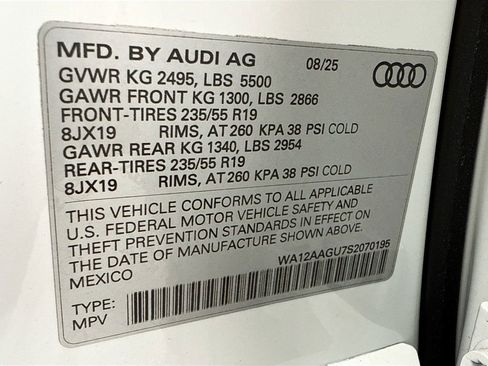 MFD. BY AUDI AG 08/25
GVWR KG 2495, LBS 5500
GAWR FRONT KG 1300, LBS 2866
FRONT-TIRES 235/55 R19
8JX19 RIMS, AT 260 KPA 38 PSI COLD
GAWR REAR KG 1340, LBS 2954
REAR-TIRES 235/55 R19
8JX19 RIMS, AT 260 KPA 38 PSI COLD
THIS VEHICLE CONFORMS TO ALL APPLICABLE
U.S. FEDERAL MOTOR VEHICLE SAFETY AND
THEFT PREVENTION STANDARDS IN EFFECT ON
THE DATE OF MANUFACTURE SHOWN ABOVE.
MEXICO WA12AAGU7S2070195
TYPE:
MPV